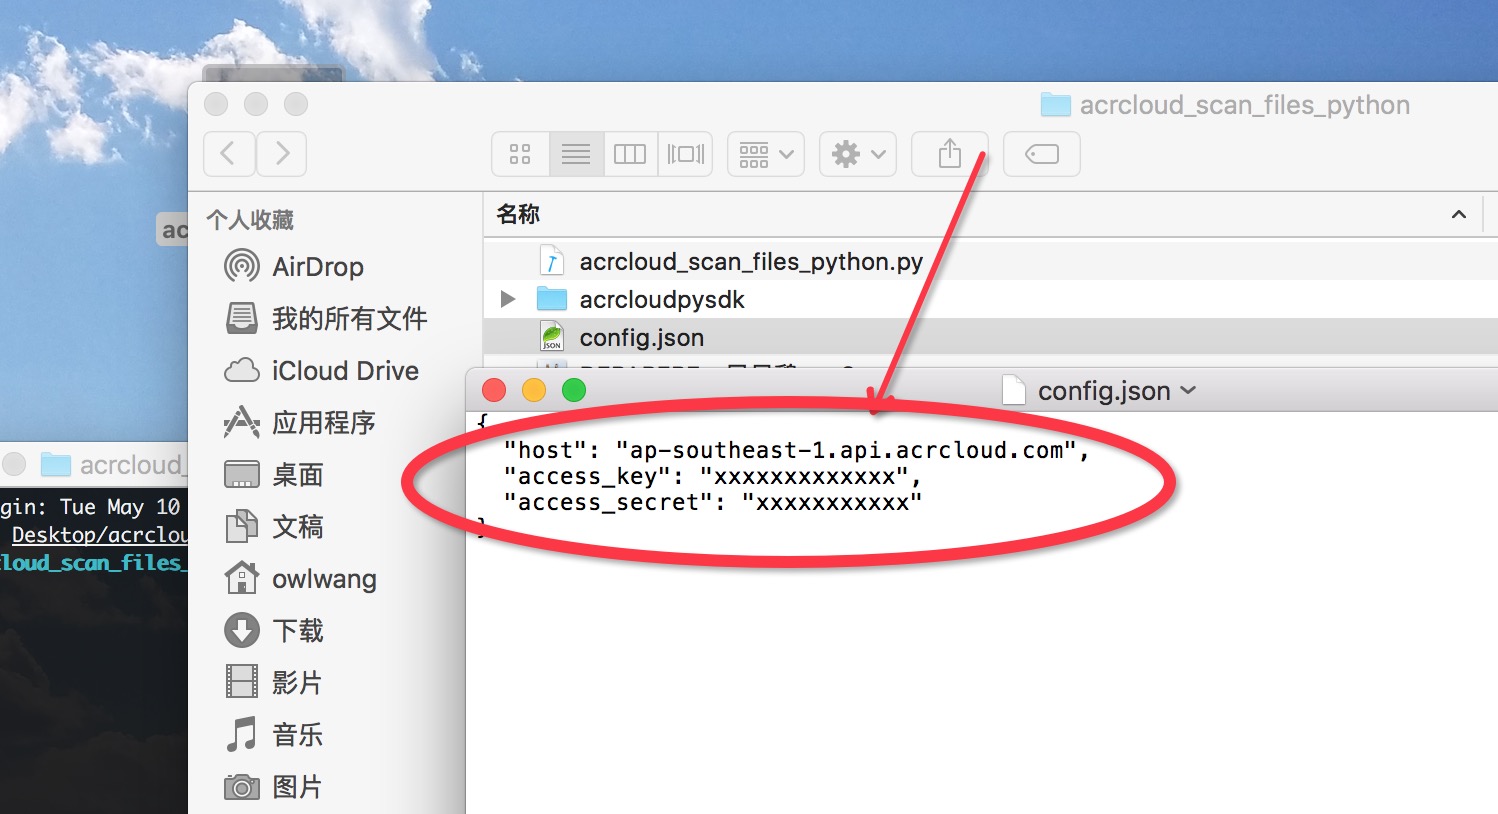 acrcloud_scan_files_python
个人收藏
AirDrop
我的所有文件
iCloud Drive
应用程序
桌面
文稿
owlwang
下载
影片
音乐
图片
名称
acrcloud_scan_files_python.py
acrcloudpysdk
config.json
config.json
{
"host": "ap-southeast-1.api.acrcloud.com",
"access_key": "xxxxxxxxxxxxx",
"access_secret": "xxxxxxxxxxx"
}
ac
acrcloud_
gin: Tue May 10
Desktop/acrclou
cloud_scan_files_